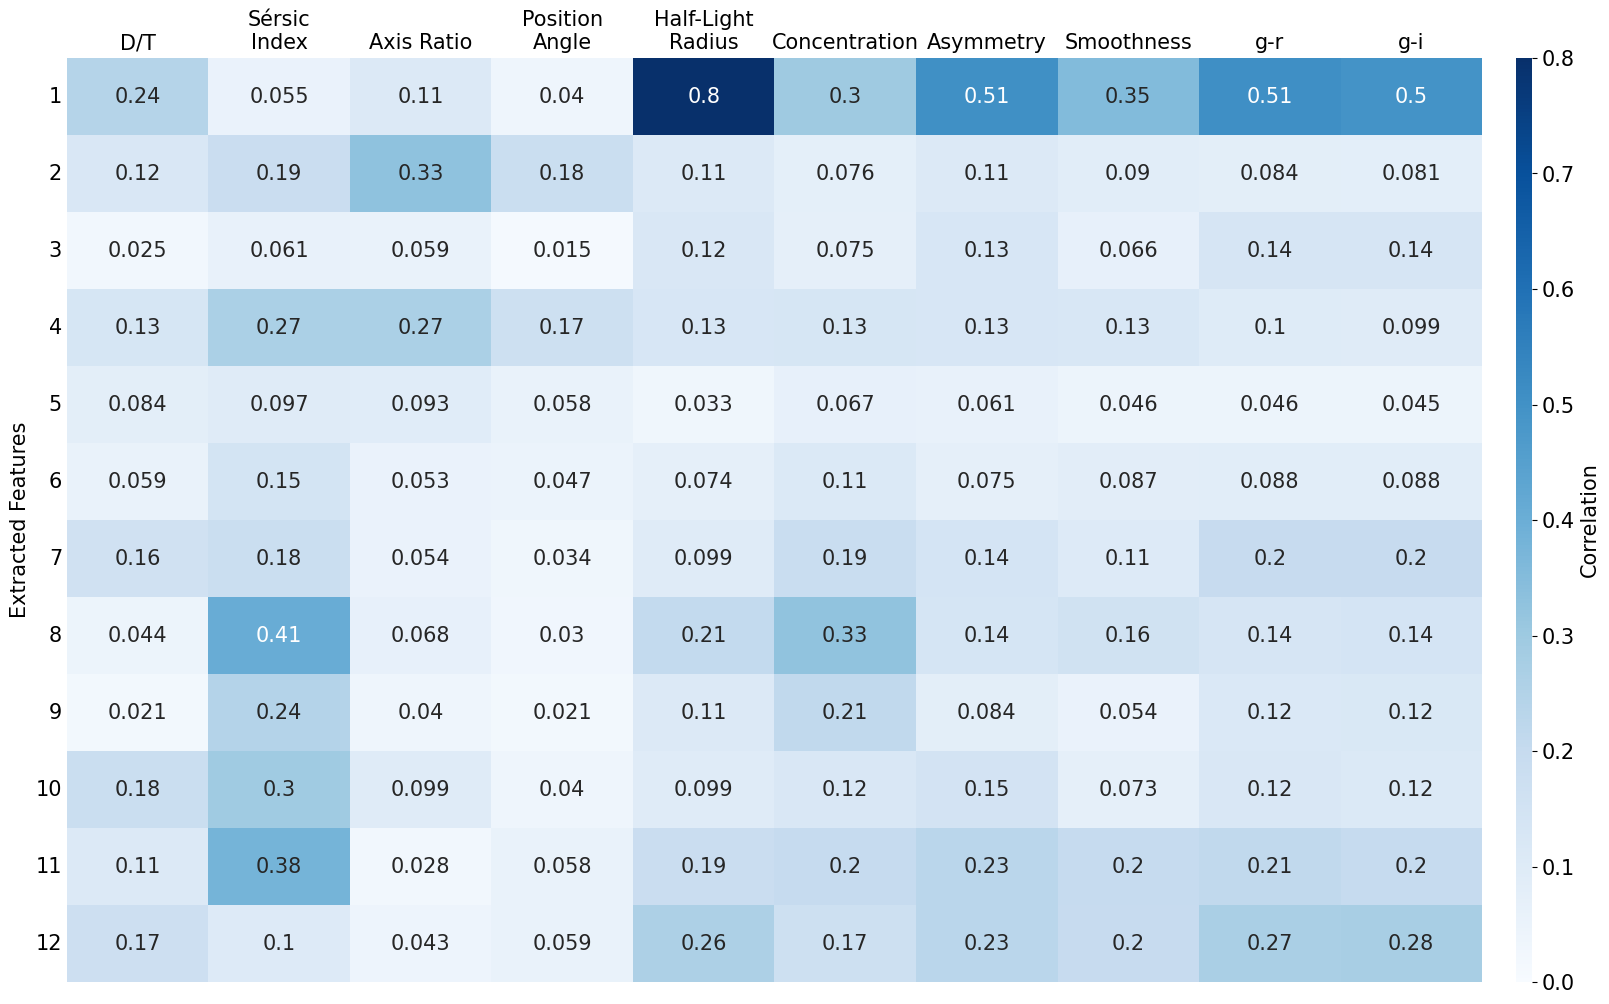 Sérsic Position Half-Light
D/T Index Axis Ratio Angle Radius Concentration Asymmetry Smoothness g-r g-i
1 0.24 0.055 0.11 0.04 0.8 0.3 0.51 0.35 0.51 0.5
2 0.12 0.19 0.33 0.18 0.11 0.076 0.11 0.09 0.084 0.081
3 0.025 0.061 0.059 0.015 0.12 0.075 0.13 0.066 0.14 0.14
4 0.13 0.27 0.27 0.17 0.13 0.13 0.13 0.13 0.1 0.099
5 0.084 0.097 0.093 0.058 0.033 0.067 0.061 0.046 0.046 0.045
6 0.059 0.15 0.053 0.047 0.074 0.11 0.075 0.087 0.088 0.088
7 0.16 0.18 0.054 0.034 0.099 0.19 0.14 0.11 0.2 0.2
8 0.044 0.41 0.068 0.03 0.21 0.33 0.14 0.16 0.14 0.14
9 0.021 0.24 0.04 0.021 0.11 0.21 0.084 0.054 0.12 0.12
10 0.18 0.3 0.099 0.04 0.099 0.12 0.15 0.073 0.12 0.12
11 0.11 0.38 0.028 0.058 0.19 0.2 0.23 0.2 0.21 0.2
12 0.17 0.1 0.043 0.059 0.26 0.17 0.23 0.2 0.27 0.28
Extracted Features
0.8
0.7
0.6
0.5
0.4
0.3
0.2
0.1
0.0
Correlation